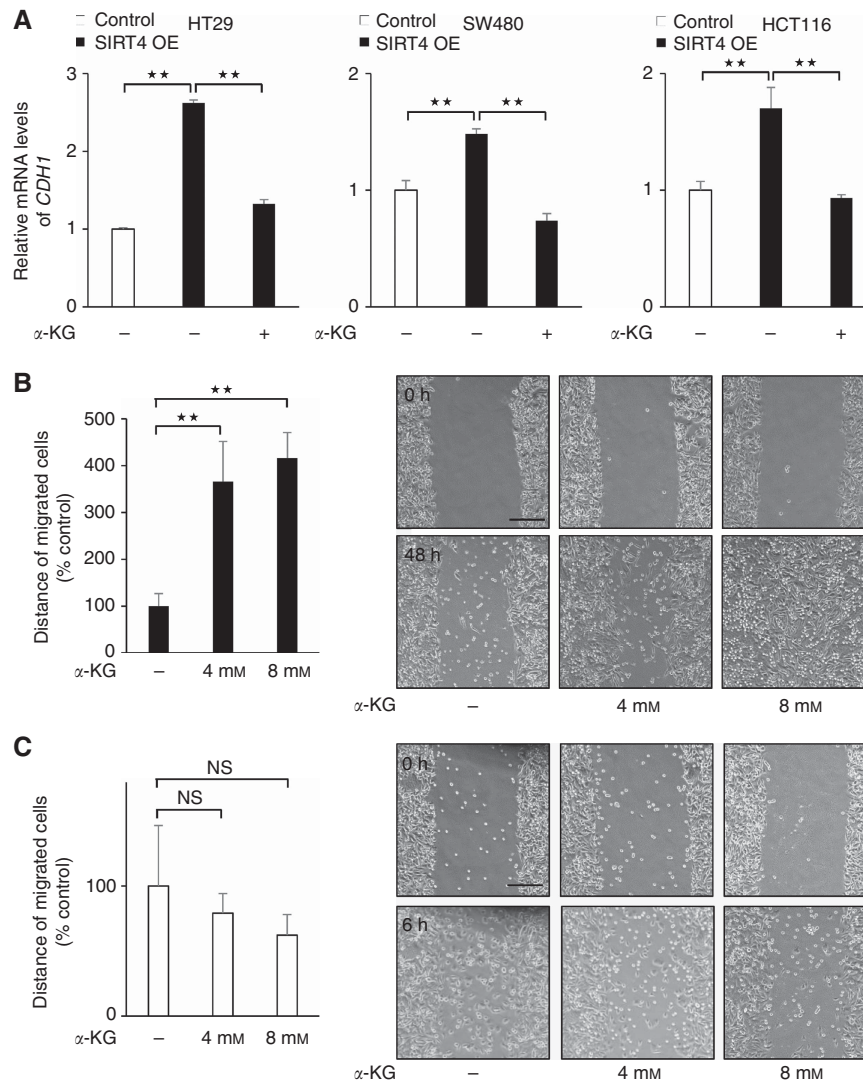 A
Control HT29
SIRT4 OE
Control SW480
SIRT4 OE
Control HCT116
SIRT4 OE
Relative mRNA levels
of CDH1
3
2
1
0
★★ ★★
α-KG – – +
2
1
0
★★ ★★
α-KG – – +
2
1
0
★★ ★★
– – +
B
Distance of migrated cells
(% control)
500
400
300
200
100
0
★★
★★
α-KG – 4 mM 8 mM
0 h
48 h
α-KG – 4 mM 8 mM
C
Distance of migrated cells
(% control)
100
0
NS
NS
α-KG – 4 mM 8 mM
0 h
6 h
α-KG – 4 mM 8 mM